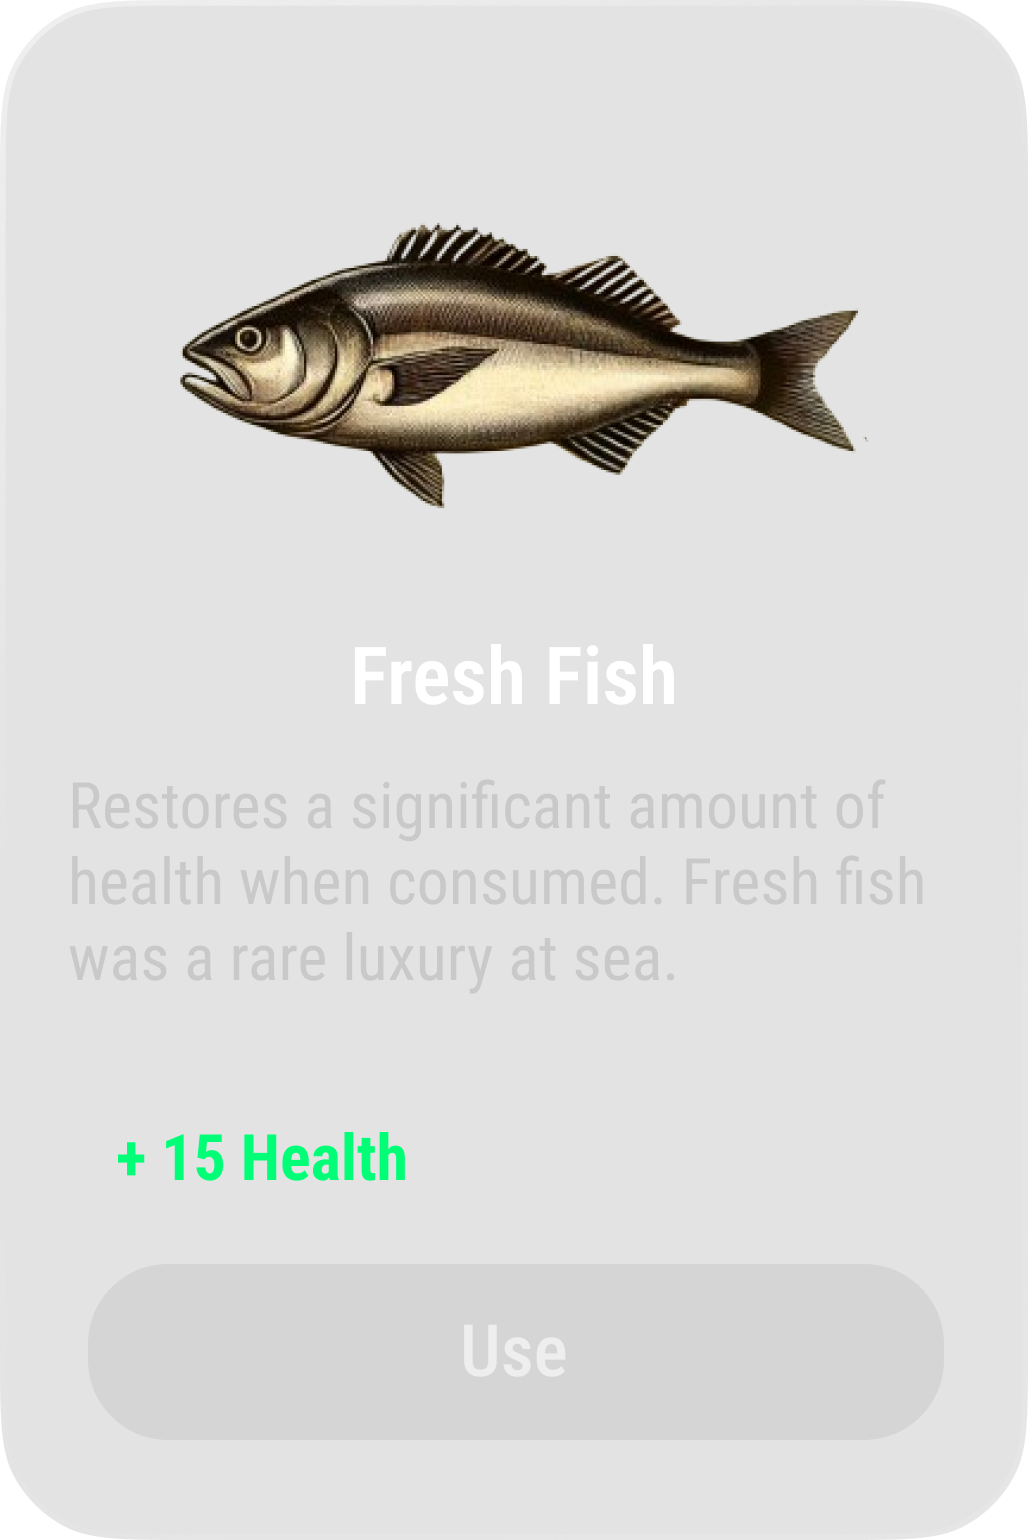 Fresh Fish
Restores a significant amount of
health when consumed. Fresh fish
was a rare luxury at sea.
+ 15 Health
Use